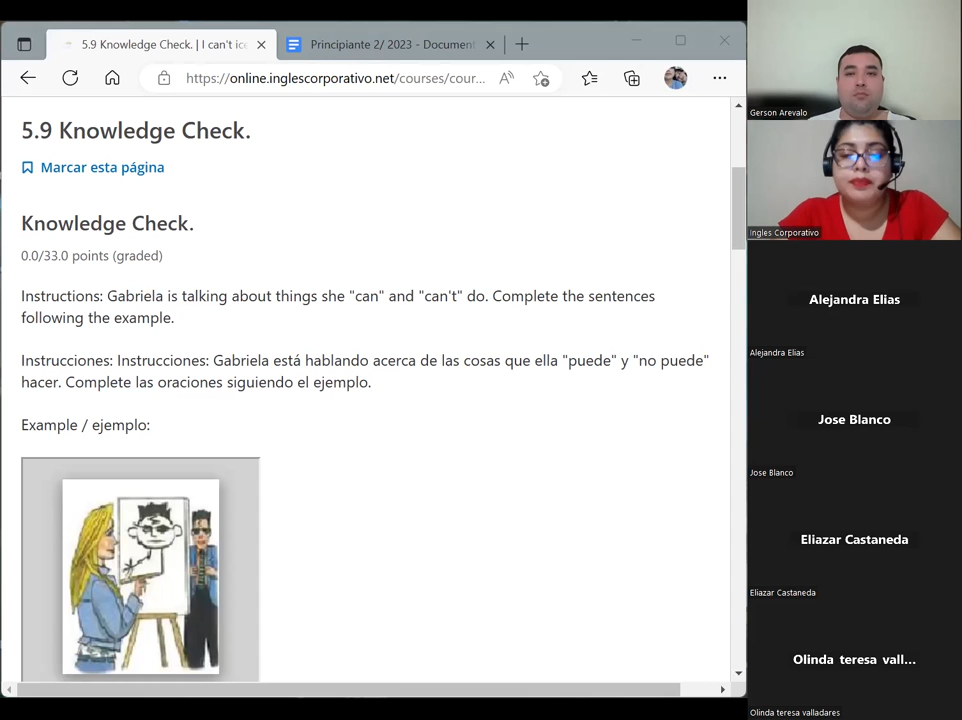 5.9 Knowledge Check. | I can't ice
Principiante 2/ 2023 - Document
https://online.inglescorporativo.net/courses/cour...
5.9 Knowledge Check.
Marcar esta página
Knowledge Check.
0.0/33.0 points (graded)
Instructions: Gabriela is talking about things she "can" and "can't" do. Complete the sentences
following the example.
Instrucciones: Instrucciones: Gabriela está hablando acerca de las cosas que ella "puede" y "no puede"
hacer. Complete las oraciones siguiendo el ejemplo.
Example / ejemplo:
Gerson Arevalo
Ingles Corporativo
Alejandra Elias
Alejandra Elias
Jose Blanco
Jose Blanco
Eliazar Castaneda
Eliazar Castaneda
Olinda teresa vall...
Olinda teresa valladares